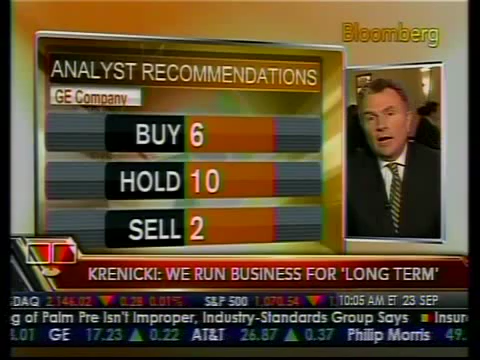 Bloomberg
ANALYST RECOMMENDATIONS
GE Company
BUY 6
HOLD 10
SELL 2
KRENICKI: WE RUN BUSINESS FOR 'LONG TERM'
DAQ 2,146.02 0.28 0.01% S&P 500 1,070.54 10:05 AM ET 23 SEP
g of Palm Pre Isn't Improper, Industry-Standards Group Says Insur
.01 GE 17.23 0.22 AT&T 26.87 0.37 Philip Morris 49.